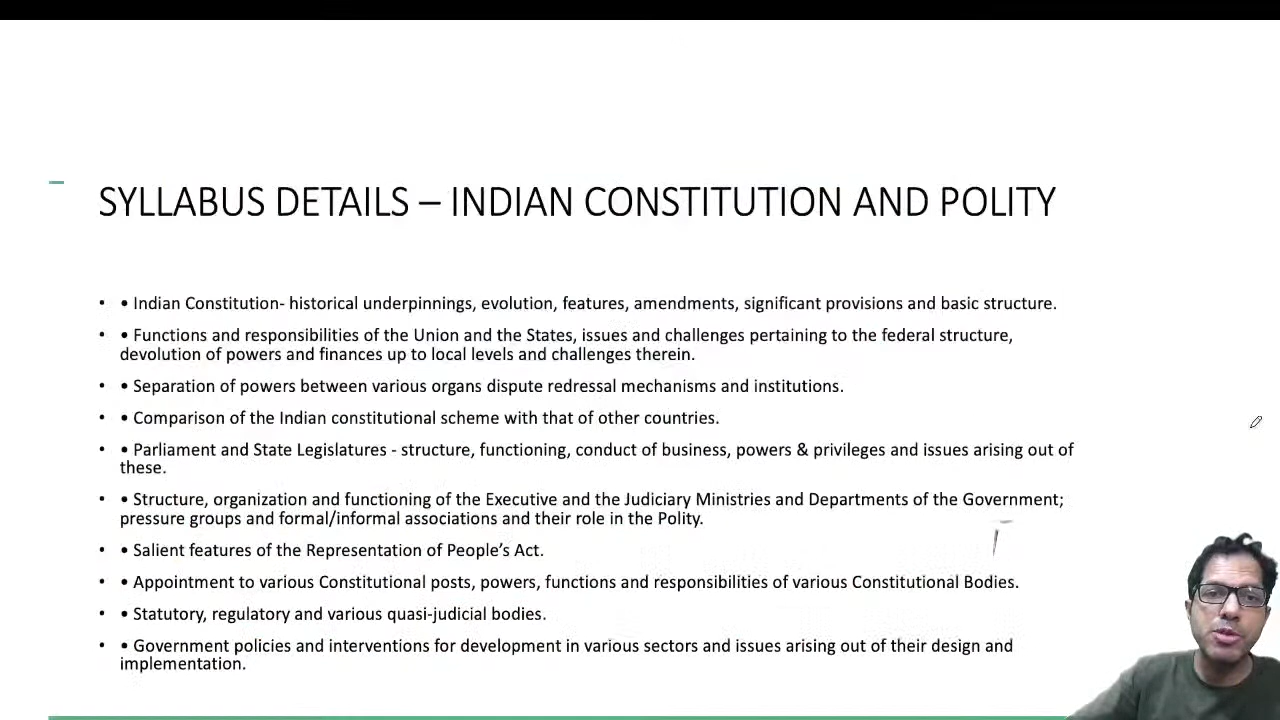 SYLLABUS DETAILS – INDIAN CONSTITUTION AND POLITY
• • Indian Constitution- historical underpinnings, evolution, features, amendments, significant provisions and basic structure.
• • Functions and responsibilities of the Union and the States, issues and challenges pertaining to the federal structure,
devolution of powers and finances up to local levels and challenges therein.
• • Separation of powers between various organs dispute redressal mechanisms and institutions.
• • Comparison of the Indian constitutional scheme with that of other countries.
• • Parliament and State Legislatures - structure, functioning, conduct of business, powers & privileges and issues arising out of
these.
• • Structure, organization and functioning of the Executive and the Judiciary Ministries and Departments of the Government;
pressure groups and formal/informal associations and their role in the Polity.
• • Salient features of the Representation of People’s Act.
• • Appointment to various Constitutional posts, powers, functions and responsibilities of various Constitutional Bodies.
• • Statutory, regulatory and various quasi-judicial bodies.
• • Government policies and interventions for development in various sectors and issues arising out of their design and
implementation.